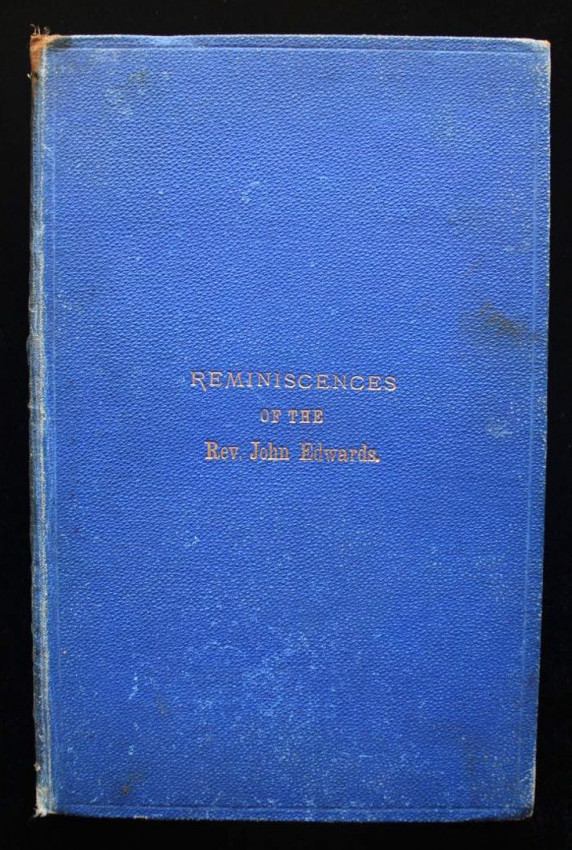 REMINISCENCES
OF THE
Rev. John Edwards.